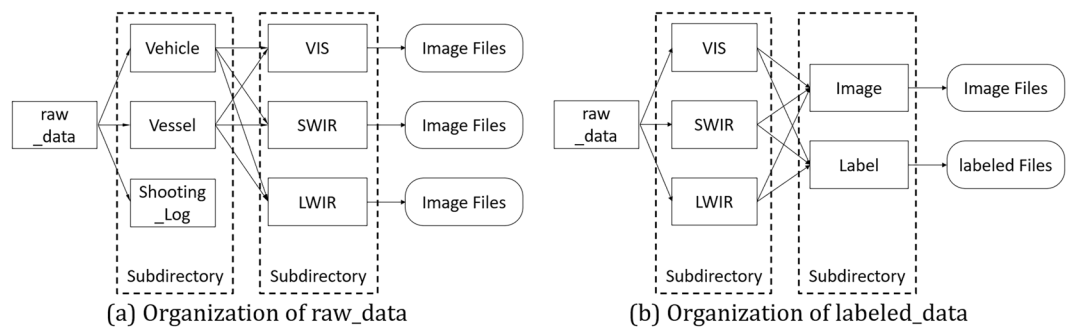 raw
_data
Vehicle
Vessel
Shooting
_Log
Subdirectory
VIS
SWIR
LWIR
Subdirectory
Image Files
Image Files
Image Files
(a) Organization of raw_data
raw
_data
VIS
SWIR
LWIR
Subdirectory
Image
Label
Subdirectory
Image Files
labeled Files
(b) Organization of labeled_data